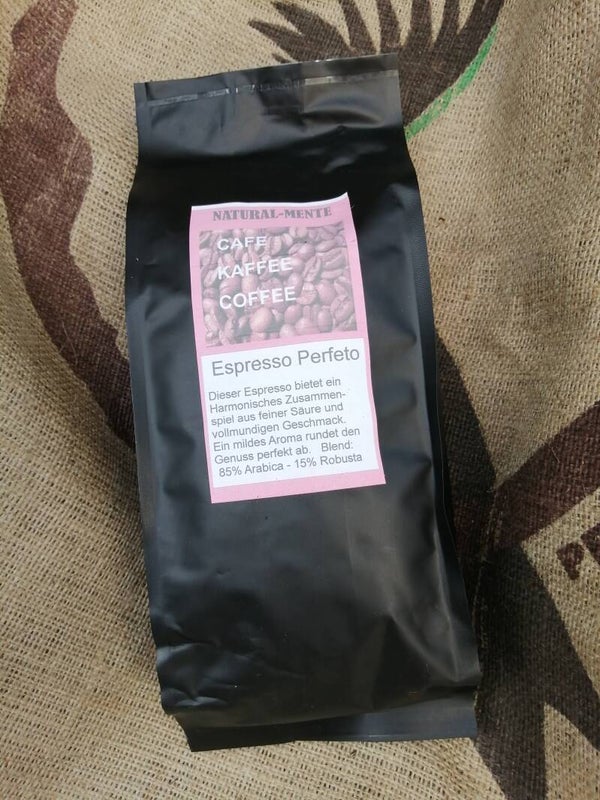 NATURAL-MENTE
CAFE
KAFFEE
COFFEE
Espresso Perfeto
Dieser Espresso bietet ein
Harmonisches Zusammen-
spiel aus feiner Säure und
vollmundigen Geschmack.
Ein mildes Aroma rundet den
Genuss perfekt ab. Blend:
85% Arabica - 15% Robusta